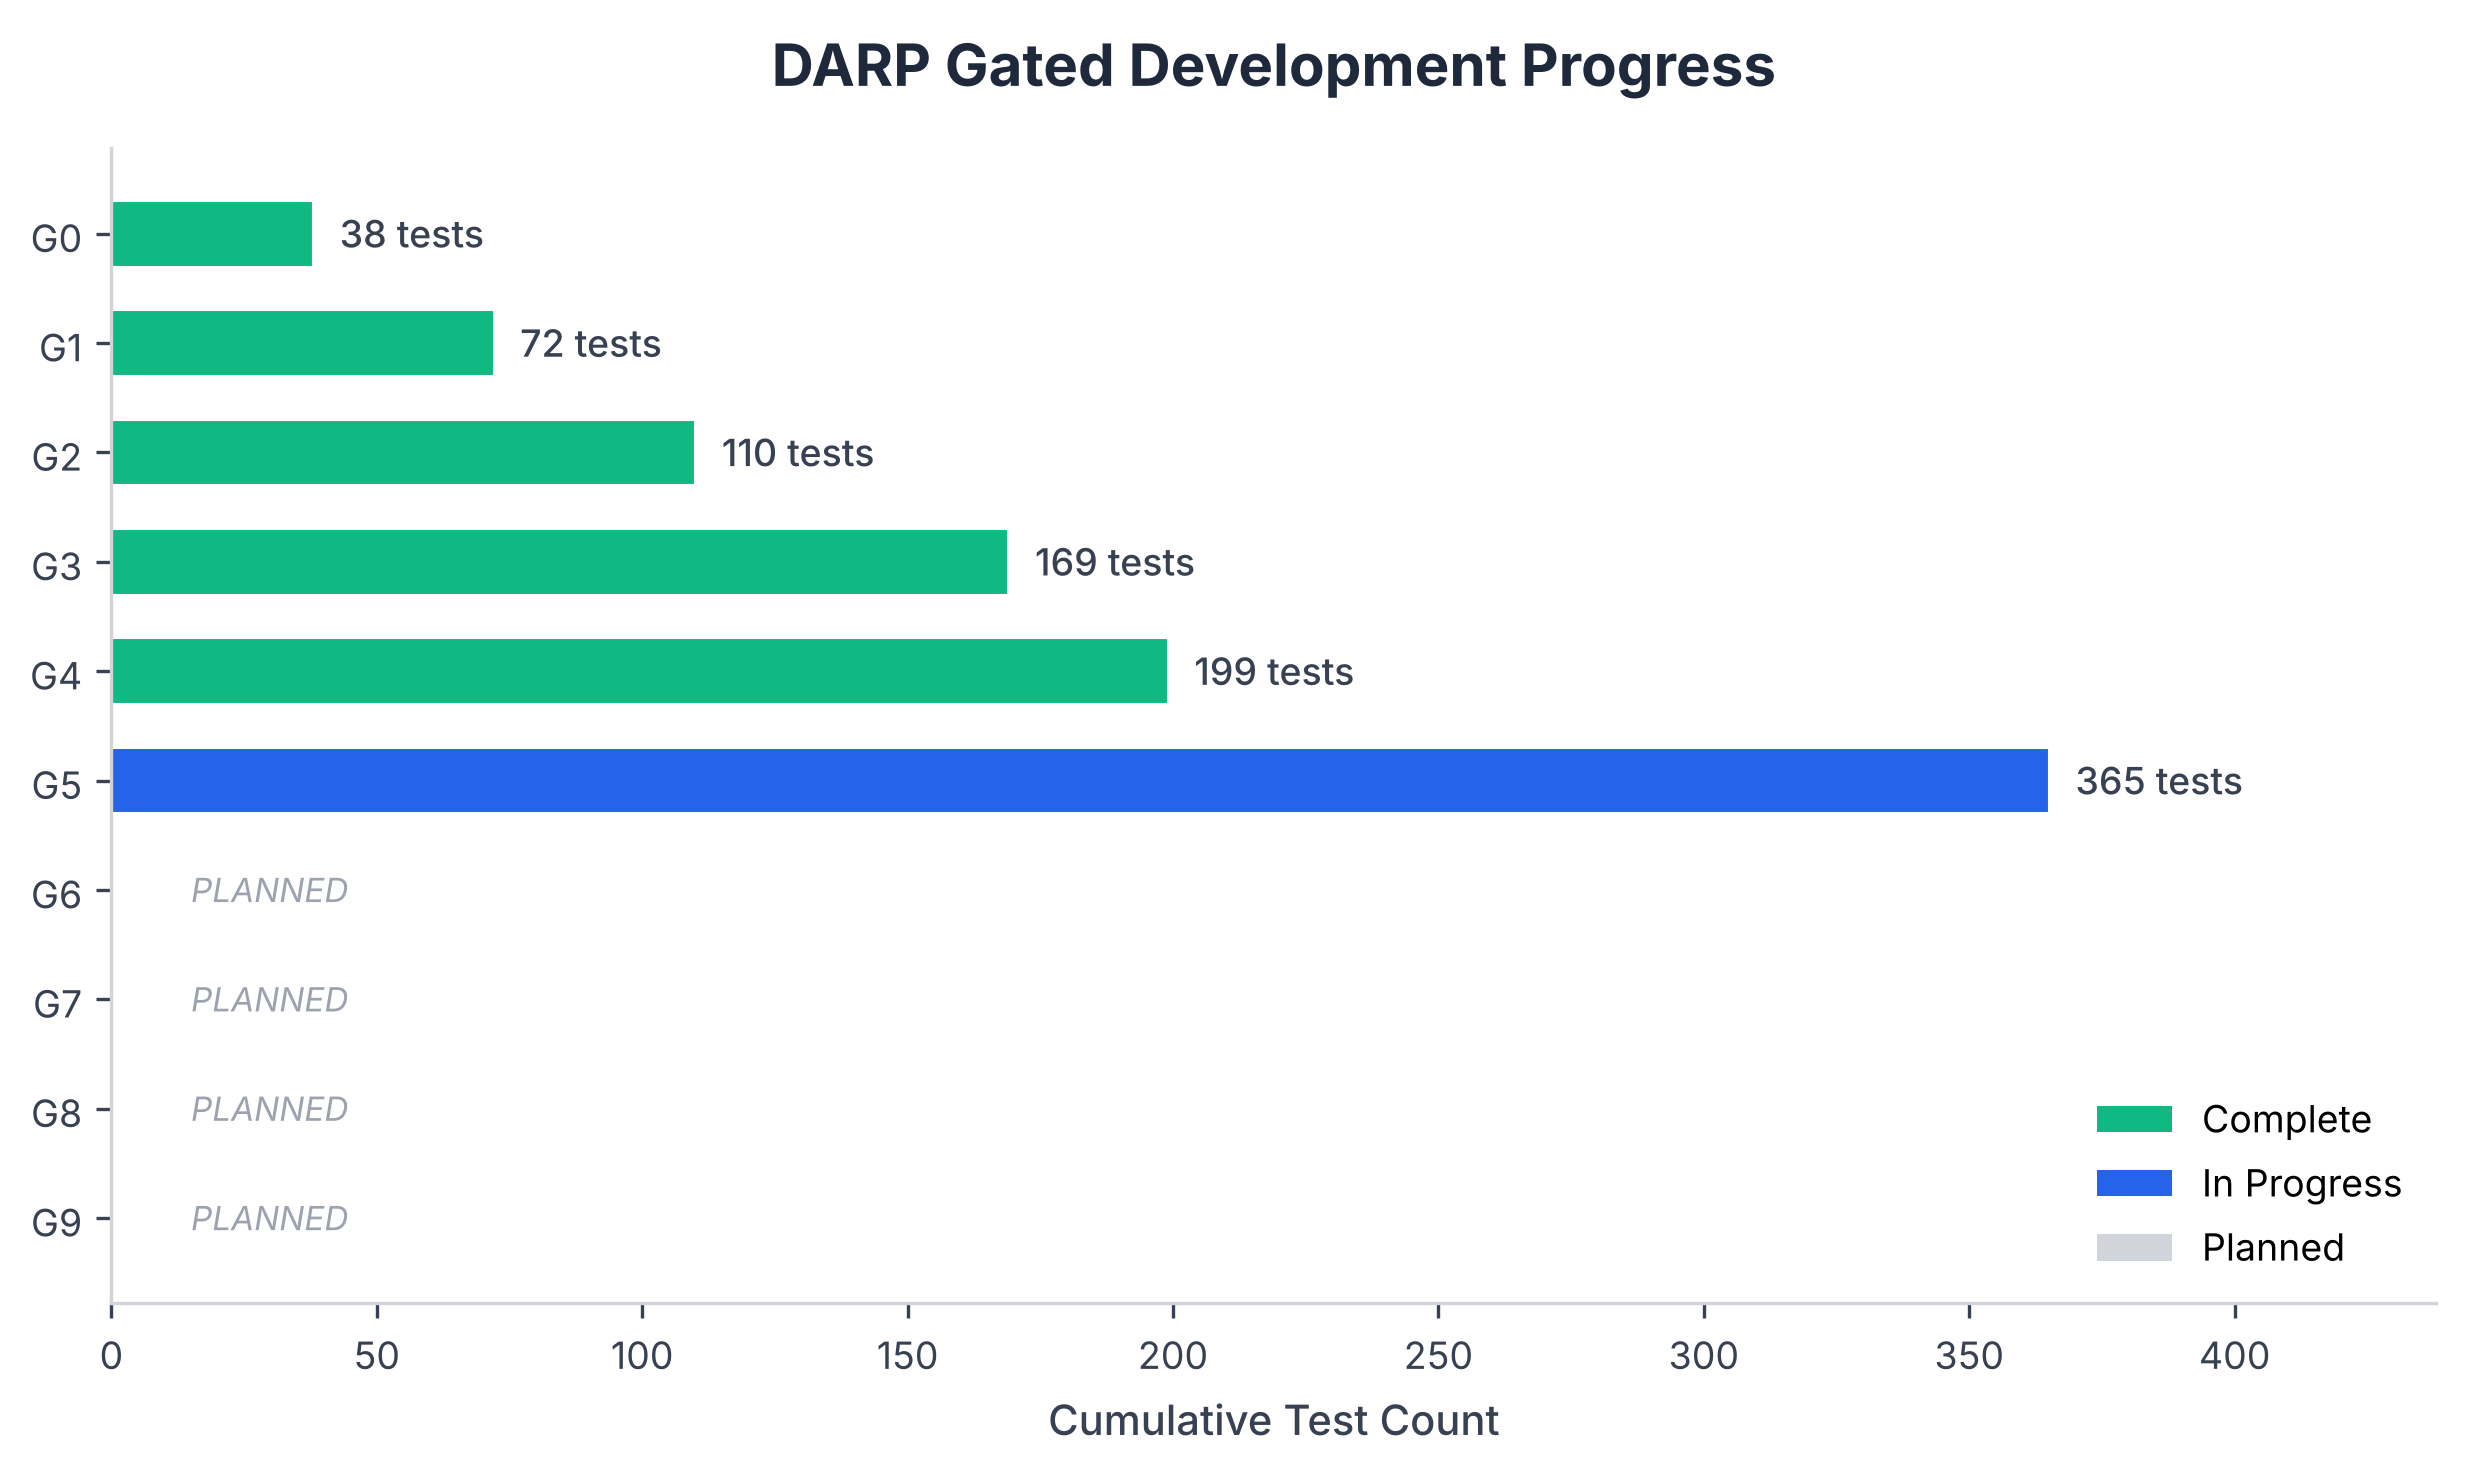 DARP Gated Development Progress
G0 38 tests
G1 72 tests
G2 110 tests
G3 169 tests
G4 199 tests
G5 365 tests
G6 PLANNED
G7 PLANNED
G8 PLANNED
G9 PLANNED
Complete
In Progress
Planned
0 50 100 150 200 250 300 350 400
Cumulative Test Count